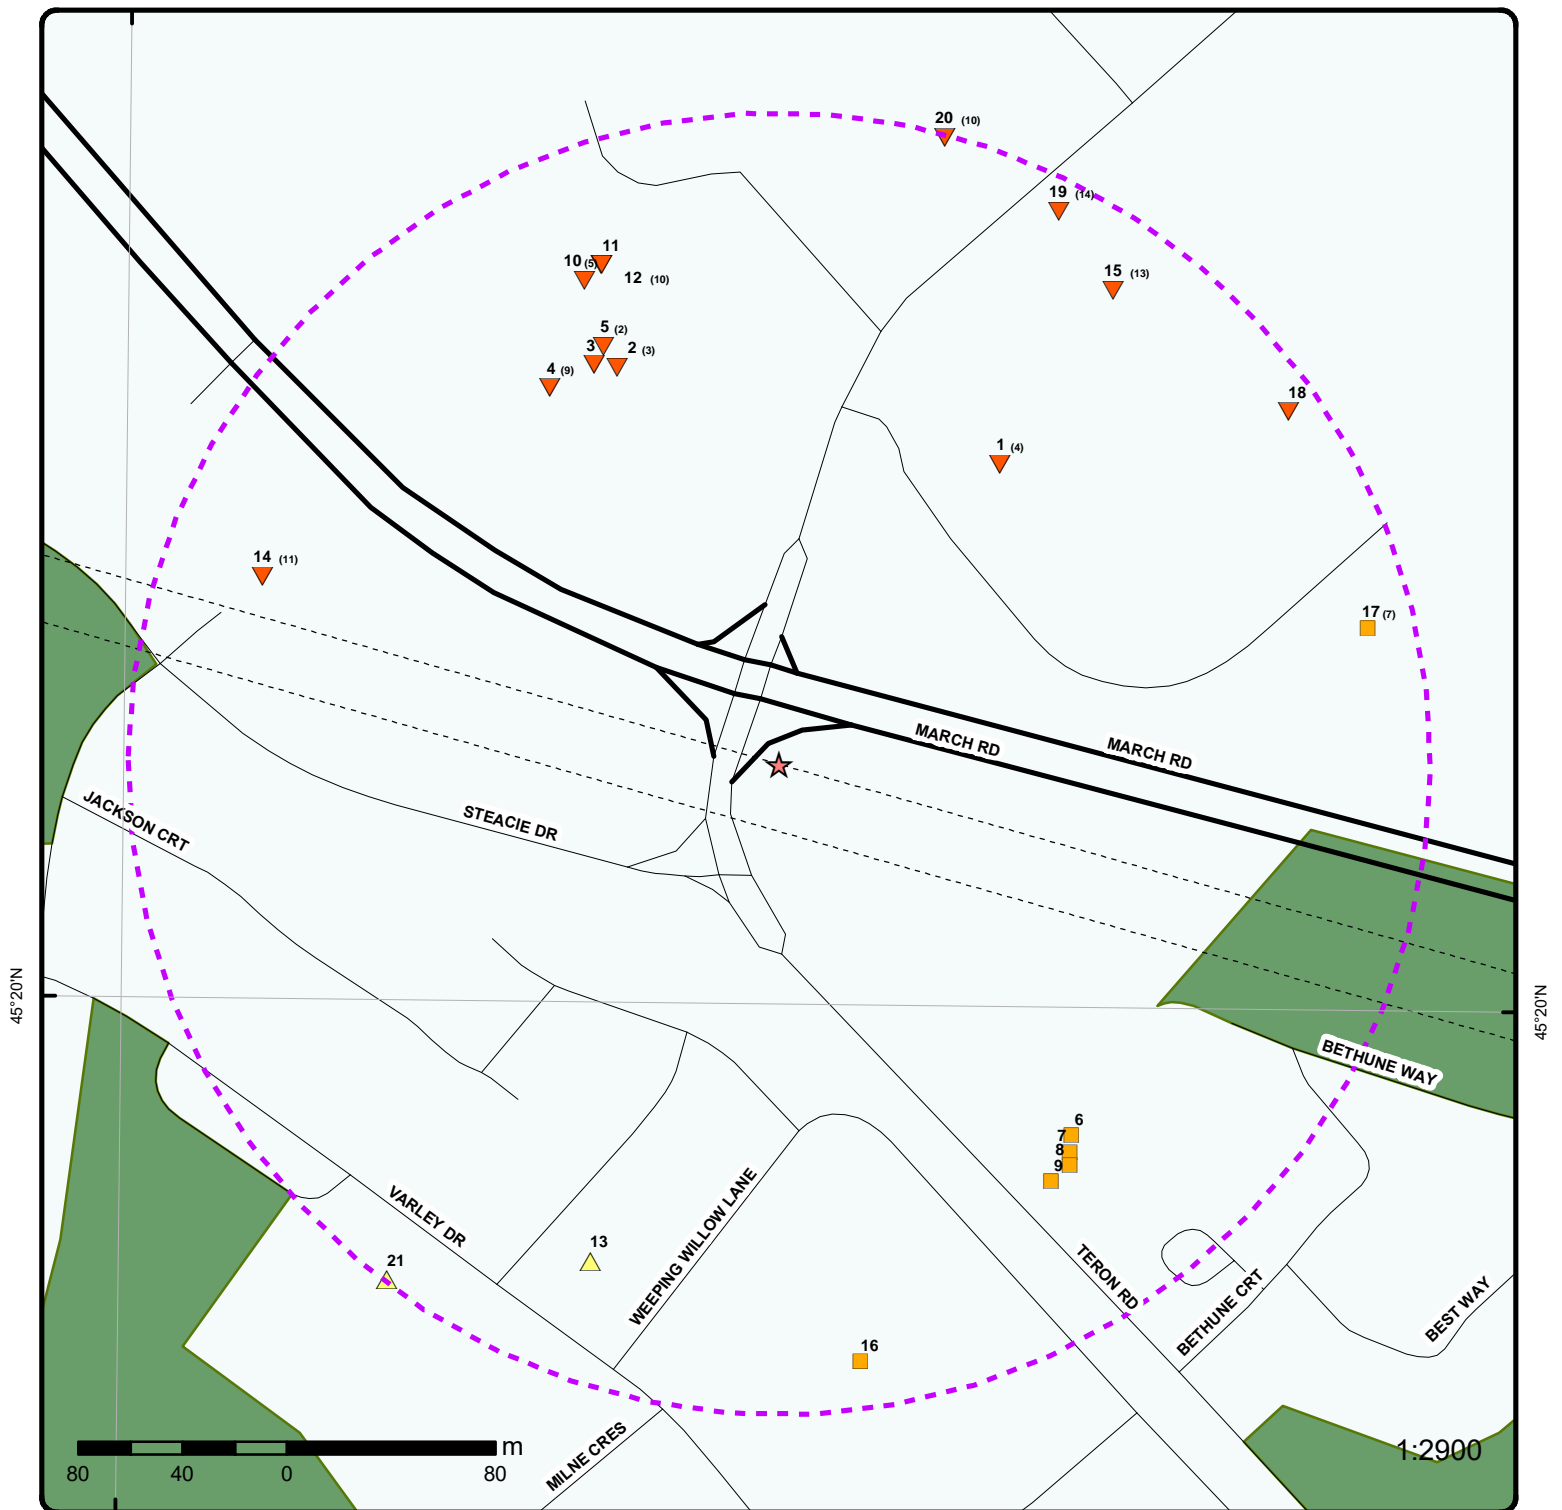 20 (10)
19 (14)
11
10 (5)
12 (10)
15 (13)
5 (2)
3
2 (3)
4 (9)
18
1 (4)
14 (11)
17 (7)
MARCH RD
MARCH RD
JACKSON CRT
STEACIE DR
45°20'N
45°20'N
BETHUNE WAY
6
7
8
9
VARLEY DR
WEEPING WILLOW LANE
13
21
TERON RD
BETHUNE CRT
BEST WAY
16
MILNE CRES
m
1:2900
80 40 0 80